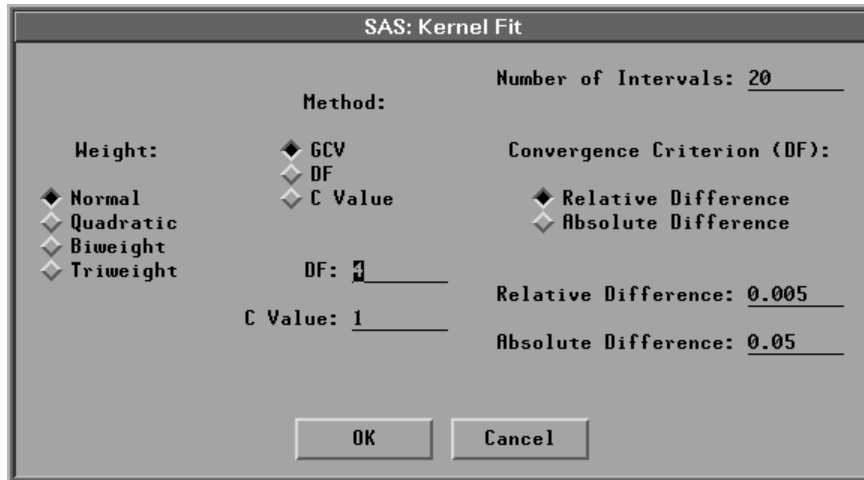 SAS: Kernel Fit
Weight:
Normal
Quadratic
Biweight
Triweight
Method:
GCV
DF
C Value
DF: 4
C Value: 1
Number of Intervals: 20
Convergence Criterion (DF):
Relative Difference
Absolute Difference
Relative Difference: 0.005
Absolute Difference: 0.05
OK
Cancel